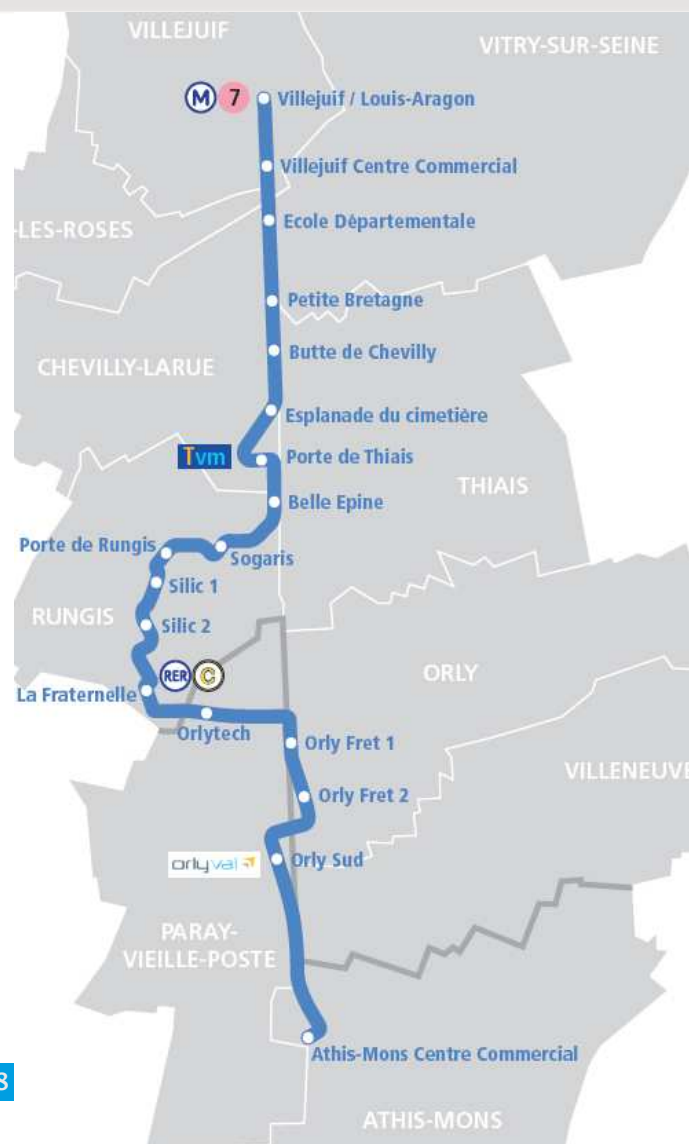 VILLEJUIF
VITRY-SUR-SEINE
M 7 Villejuif / Louis-Aragon
Villejuif Centre Commercial
Ecole Départementale
-LES-ROSES
Petite Bretagne
Butte de Chevilly
CHEVILLY-LARUE
Esplanade du cimetière
Tvm Porte de Thiais
THIAIS
Belle Epine
Porte de Rungis
Sogaris
Silic 1
RUNGIS
Silic 2
RER C
ORLY
La Fraternelle
Orlytech
Orly Fret 1
VILLENEUVE
Orly Fret 2
orlyval Orly Sud
PARAY-
VIEILLE-POSTE
Athis-Mons Centre Commercial
8
ATHIS-MONS